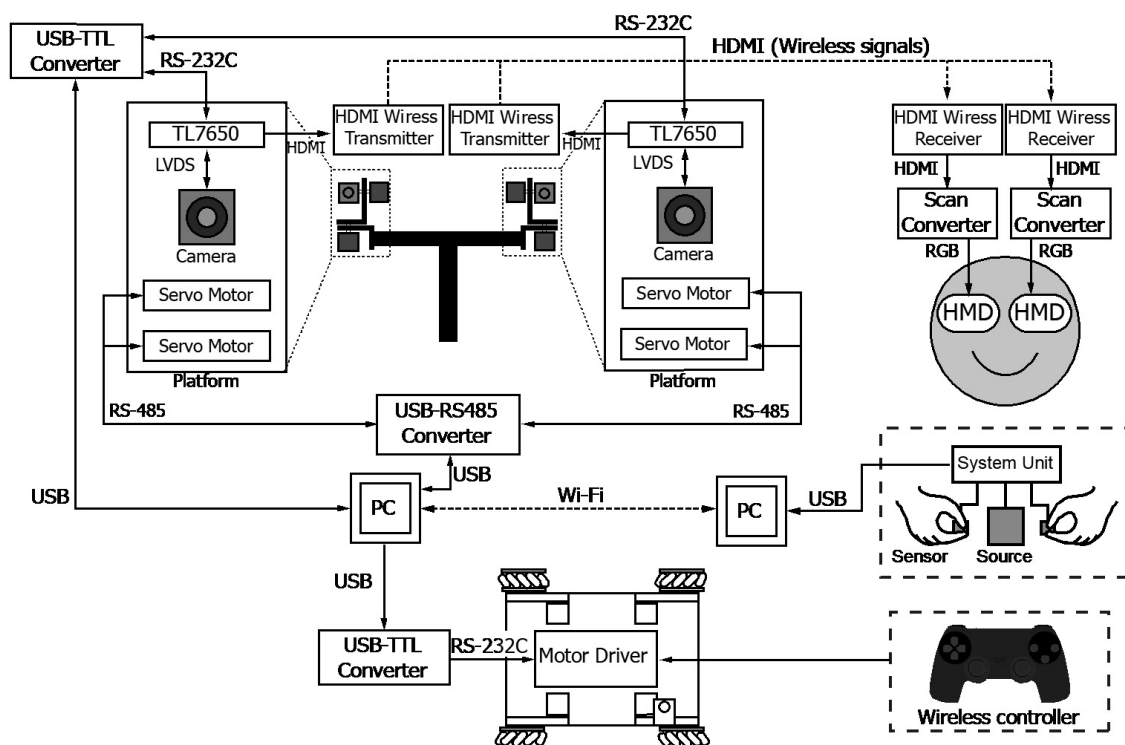 RS-232C
USB-TTL
Converter
RS-232C
HDMI (Wireless signals)
TL7650
HDMI
LVDS
Camera
Servo Motor
Servo Motor
Platform
HDMI Wiress
Transmitter
HDMI Wiress
Transmitter
TL7650
HDMI
LVDS
Camera
Servo Motor
Servo Motor
Platform
HDMI Wiress
Receiver
HDMI Wiress
Receiver
HDMI
HDMI
Scan
Converter
Scan
Converter
RGB
RGB
HMD
HMD
RS-485
USB-RS485
Converter
RS-485
USB
USB
PC
Wi-Fi
PC
USB
System Unit
Sensor
Source
USB
USB-TTL
Converter
RS-232C
Motor Driver
Wireless controller